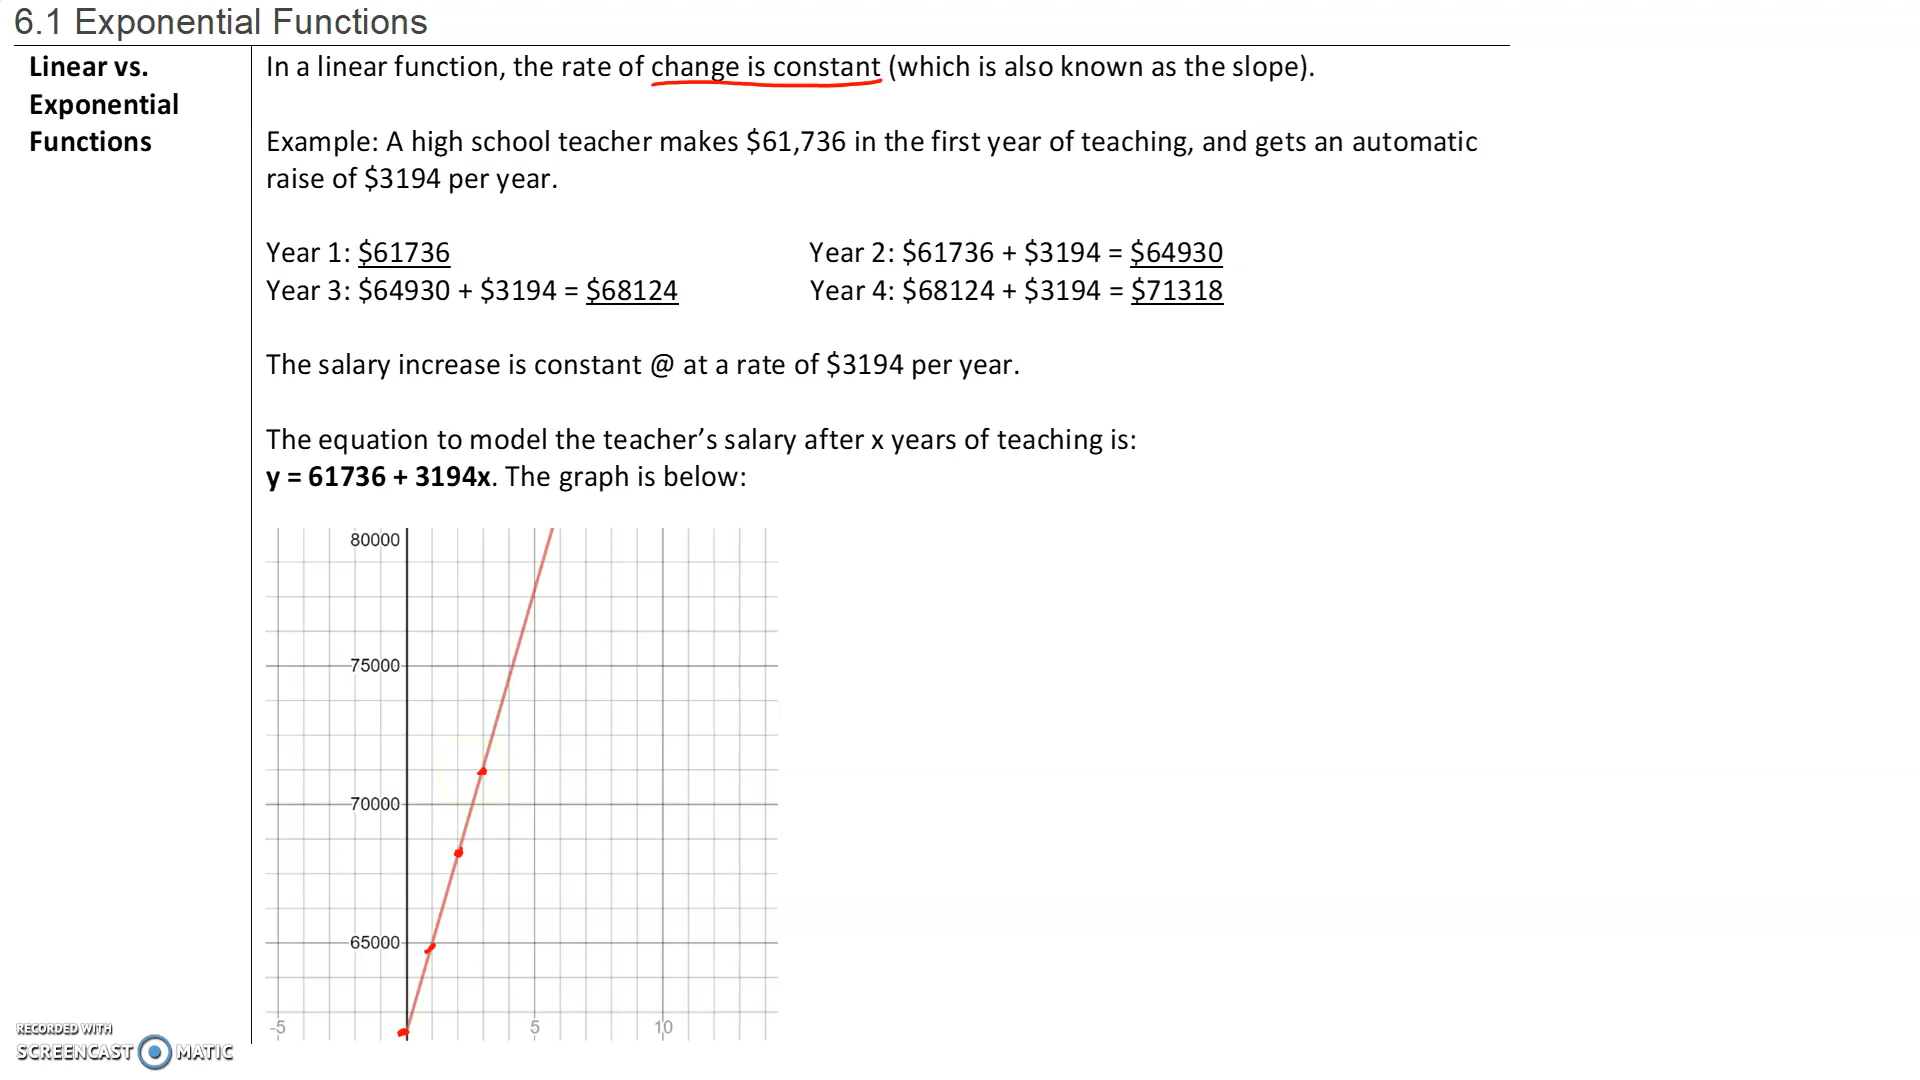 6.1 Exponential Functions
Linear vs.
Exponential
Functions
In a linear function, the rate of change is constant (which is also known as the slope).
Example: A high school teacher makes $61,736 in the first year of teaching, and gets an automatic
raise of $3194 per year.
Year 1: $61736
Year 2: $61736 + $3194 = $64930
Year 3: $64930 + $3194 = $68124
Year 4: $68124 + $3194 = $71318
The salary increase is constant @ at a rate of $3194 per year.
The equation to model the teacher’s salary after x years of teaching is:
y = 61736 + 3194x. The graph is below:
80000
75000
70000
65000
-5 5 10
RECORDED WITH
SCREENCAST MATIC